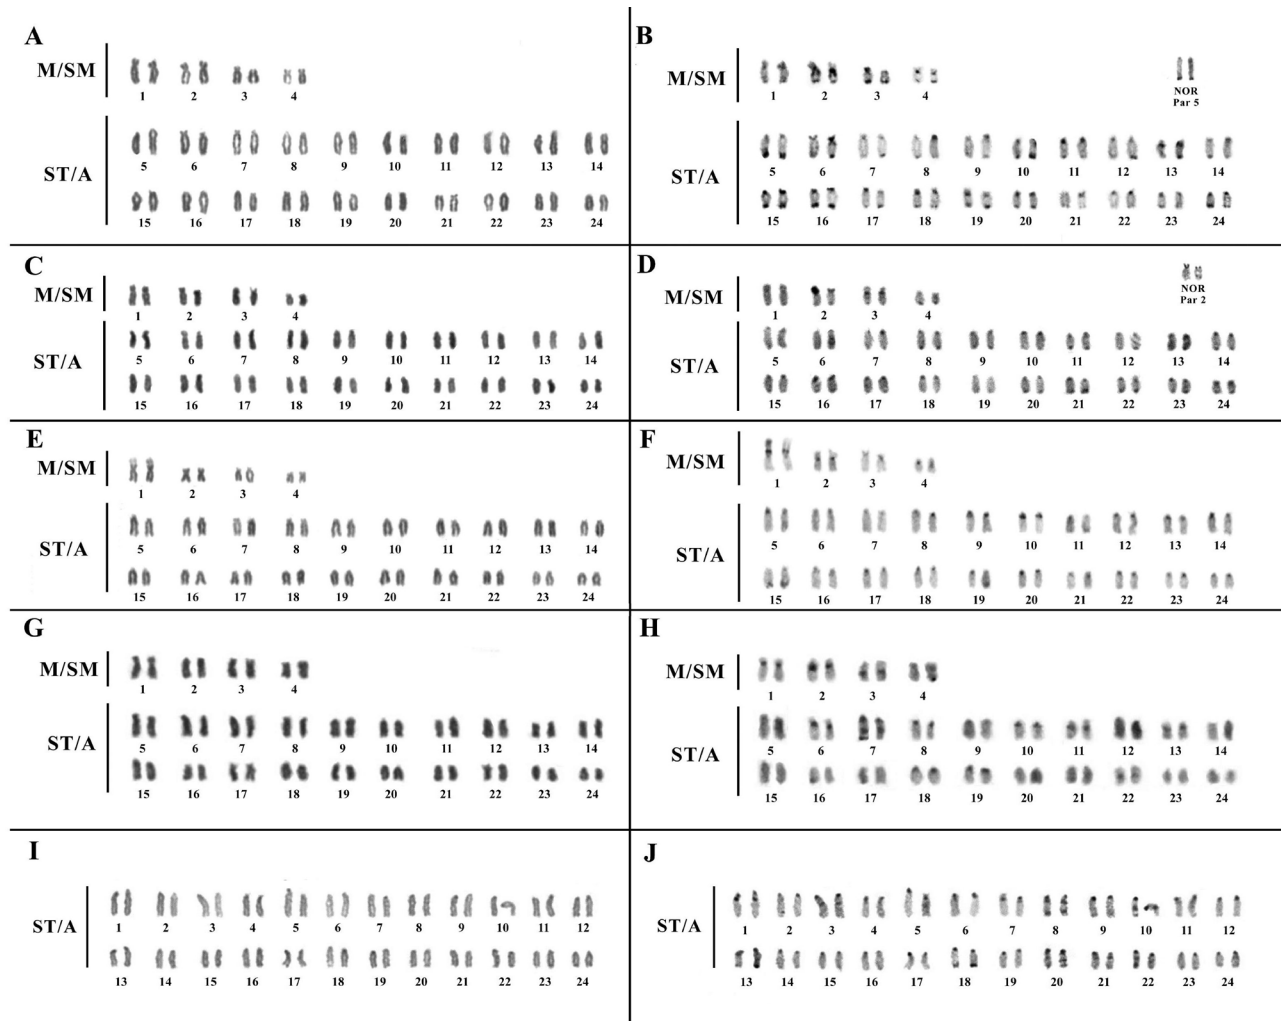 A
M/SM
1 2 3 4
ST/A
5 6 7 8 9 10 11 12 13 14
15 16 17 18 19 20 21 22 23 24
B
M/SM
1 2 3 4
NOR
Par 5
ST/A
5 6 7 8 9 10 11 12 13 14
15 16 17 18 19 20 21 22 23 24
C
M/SM
1 2 3 4
ST/A
5 6 7 8 9 10 11 12 13 14
15 16 17 18 19 20 21 22 23 24
D
M/SM
1 2 3 4
NOR
Par 2
ST/A
5 6 7 8 9 10 11 12 13 14
15 16 17 18 19 20 21 22 23 24
E
M/SM
1 2 3 4
ST/A
5 6 7 8 9 10 11 12 13 14
15 16 17 18 19 20 21 22 23 24
F
M/SM
1 2 3 4
ST/A
5 6 7 8 9 10 11 12 13 14
15 16 17 18 19 20 21 22 23 24
G
M/SM
1 2 3 4
ST/A
5 6 7 8 9 10 11 12 13 14
15 16 17 18 19 20 21 22 23 24
H
M/SM
1 2 3 4
ST/A
5 6 7 8 9 10 11 12 13 14
15 16 17 18 19 20 21 22 23 24
I
ST/A
1 2 3 4 5 6 7 8 9 10 11 12
13 14 15 16 17 18 19 20 21 22 23 24
J
ST/A
1 2 3 4 5 6 7 8 9 10 11 12
13 14 15 16 17 18 19 20 21 22 23 24